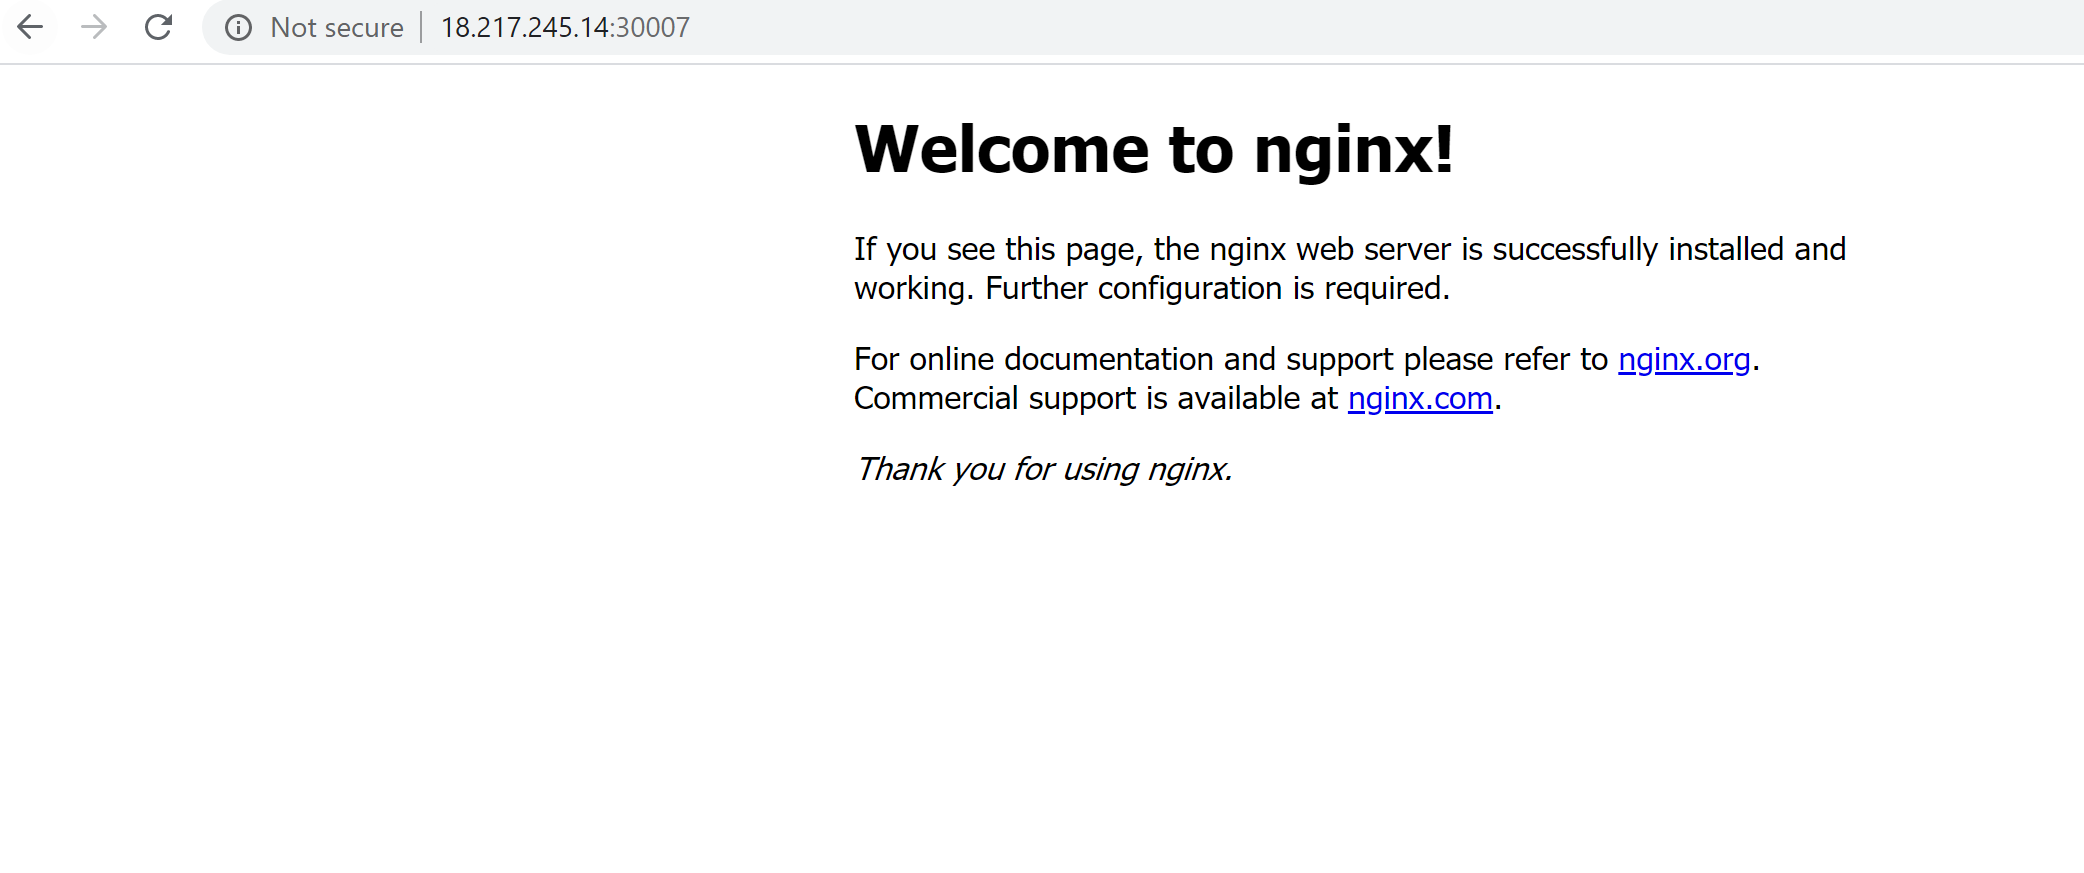 Not secure | 18.217.245.14:30007
Welcome to nginx!
If you see this page, the nginx web server is successfully installed and
working. Further configuration is required.
For online documentation and support please refer to nginx.org.
Commercial support is available at nginx.com.
Thank you for using nginx.